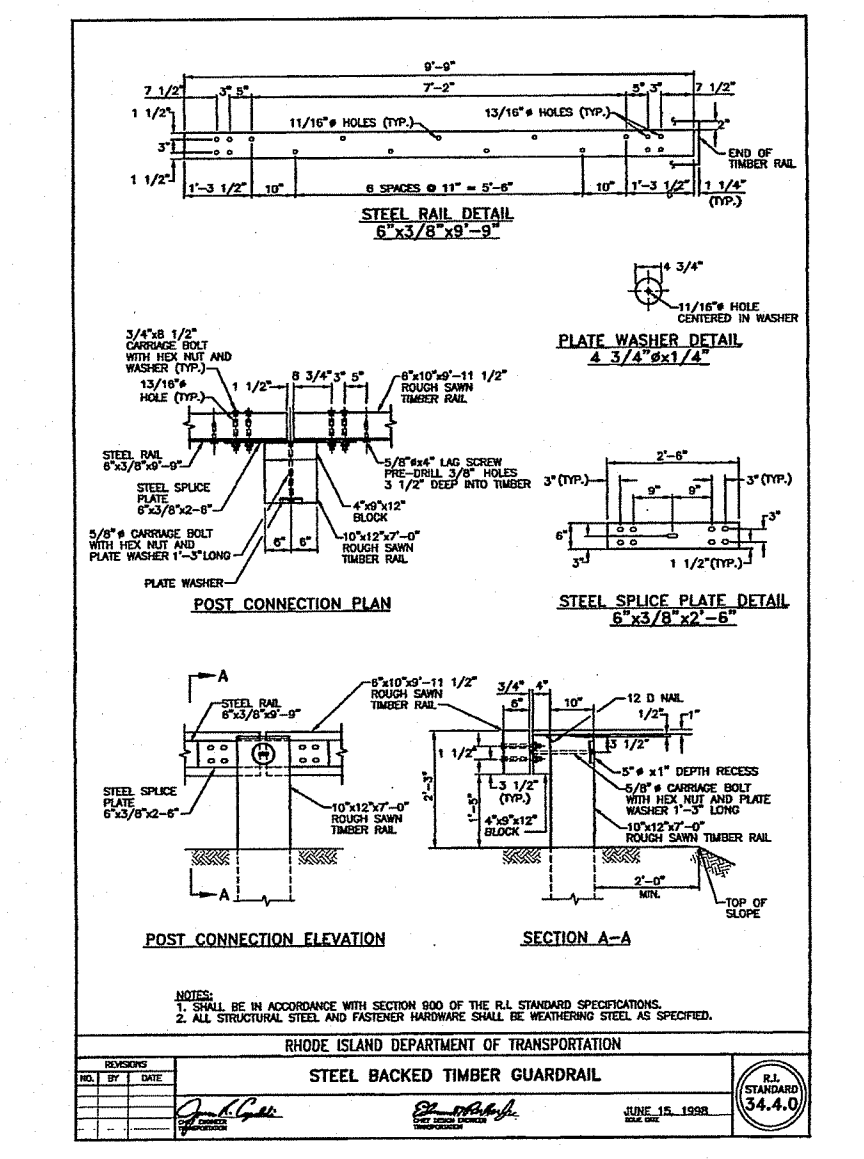 9'-9"
7 1/2" 3" 5" 7'-2" 5" 3" 7 1/2"
1 1/2"
3"
1 1/2"
11/16"ø HOLES (TYP.)
13/16"ø HOLES (TYP.)
2"
END OF
TIMBER RAIL
1'-3 1/2" 10" 6 SPACES @ 11" = 5'-6" 10" 1'-3 1/2" 1 1/4"
(TYP.)
STEEL RAIL DETAIL
6"x3/8"x9'-9"
4 3/4"
11/16"ø HOLE
CENTERED IN WASHER
PLATE WASHER DETAIL
4 3/4"øx1/4"
3/4"x8 1/2"
CARRIAGE BOLT
WITH HEX NUT AND
WASHER (TYP.)
13/16"ø
HOLE (TYP.)
1 1/2"
8 3/4" 3" 5"
6"x10"x9'-11 1/2"
ROUGH SAWN
TIMBER RAIL
STEEL RAIL
6"x3/8"x9'-9"
STEEL SPLICE
PLATE
6"x3/8"x2-6"
5/8"øx4" LAG SCREW
PRE-DRILL 3/8" HOLES
3 1/2" DEEP INTO TIMBER
4"x9"x12"
BLOCK
5/8"ø CARRIAGE BOLT
WITH HEX NUT AND
PLATE WASHER 1'-3" LONG
6" 6"
10"x12"x7'-0"
ROUGH SAWN
TIMBER RAIL
PLATE WASHER
POST CONNECTION PLAN
2'-6"
3" (TYP.)
9" 9"
3" (TYP.)
6"
3"
3"
1 1/2"(TYP.)
STEEL SPLICE PLATE DETAIL
6"x3/8"x2'-6"
A
STEEL RAIL
6"x3/8"x9'-9"
6"x10"x9'-11 1/2"
ROUGH SAWN
TIMBER RAIL
STEEL SPLICE
PLATE
6"x3/8"x2-6"
10"x12"x7'-0"
ROUGH SAWN
TIMBER RAIL
A
POST CONNECTION ELEVATION
3/4" 4"
6" 10"
12 D NAIL
1/2" 1"
3 1/2"
1 1/2"
2'-3"
1'-5"
3 1/2"
(TYP.)
4"x9"x12"
BLOCK
5"ø x1" DEPTH RECESS
5/8" ø CARRIAGE BOLT
WITH HEX NUT AND PLATE
WASHER 1'-3" LONG
10"x12"x7'-0"
ROUGH SAWN TIMBER RAIL
2'-0"
MIN.
TOP OF
SLOPE
SECTION A-A
NOTES:
1. SHALL BE IN ACCORDANCE WITH SECTION 900 OF THE R.I. STANDARD SPECIFICATIONS.
2. ALL STRUCTURAL STEEL AND FASTENER HARDWARE SHALL BE WEATHERING STEEL AS SPECIFIED.
RHODE ISLAND DEPARTMENT OF TRANSPORTATION
REVISIONS
NO. BY DATE
STEEL BACKED TIMBER GUARDRAIL
CHIEF ENGINEER
TRANSPORTATION
CHIEF DESIGN ENGINEER
TRANSPORTATION
JUNE 15, 1998
ISSUE DATE
R.I.
STANDARD
34.4.0